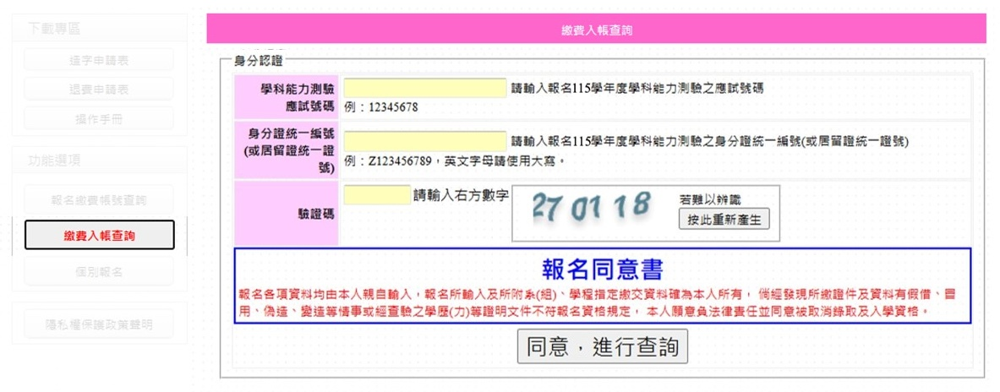 下載專區
造字申請表
退費申請表
操作手冊
功能選項
報名繳費帳號查詢
繳費入帳查詢
個別報名
隱私權保護政策聲明
繳費入帳查詢
身分認證
學科能力測驗
應試號碼
請輸入報名115學年度學科能力測驗之應試號碼
例：12345678
身分證統一編號
(或居留證統一證
號)
請輸入報名115學年度學科能力測驗之身分證統一編號(或居留證統一證號)
例：Z123456789，英文字母請使用大寫。
驗證碼
請輸入右方數字
270118
若難以辨識
按此重新產生
報名同意書
報名各項資料均由本人親自輸入，報名所輸入及所附系(組)、學程指定繳交資料確為本人所有， 倘經發現所繳證件及資料有假借、冒
用、偽造、變造等情事或經查驗之學歷(力)等證明文件不符報名資格規定， 本人願意負法律責任並同意被取消錄取及入學資格。
同意，進行查詢